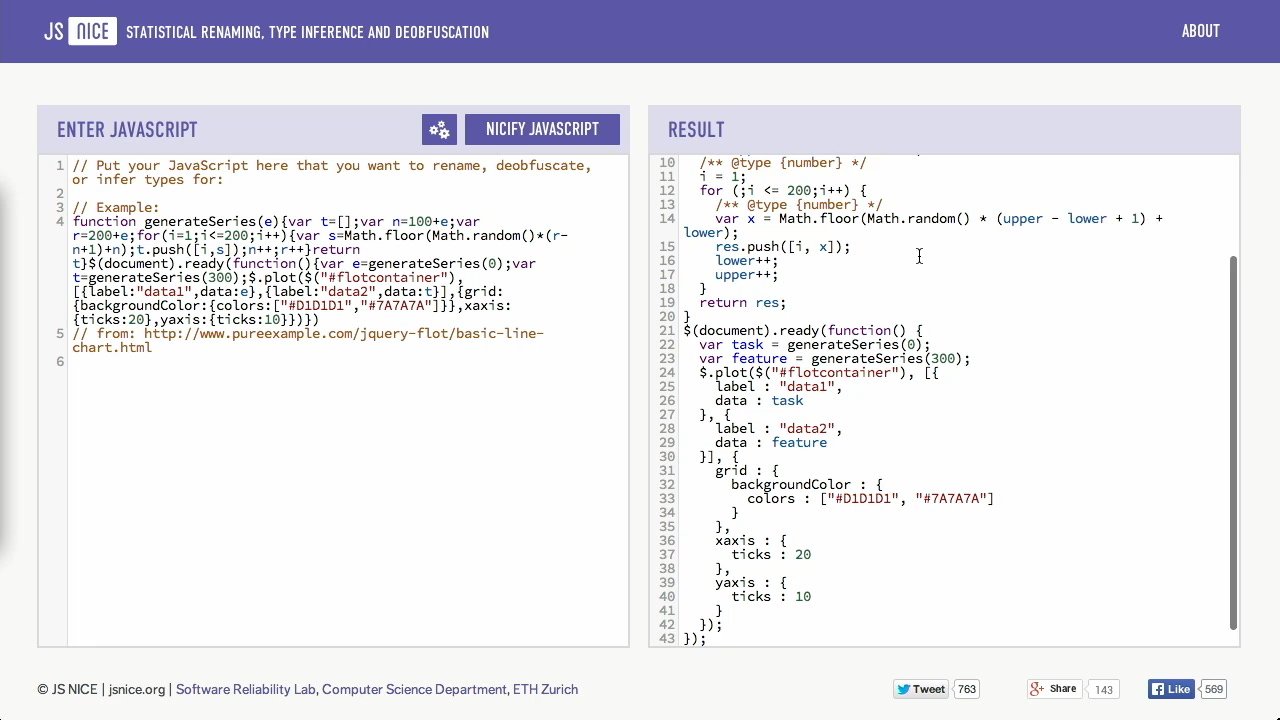 JS NICE STATISTICAL RENAMING, TYPE INFERENCE AND DEOBFUSCATION ABOUT
ENTER JAVASCRIPT NICIFY JAVASCRIPT
1 // Put your JavaScript here that you want to rename, deobfuscate,
or infer types for:
2
3 // Example:
4 function generateSeries(e){var t=[];var n=100+e;var
r=200+e;for(i=1;i<=200;i++){var s=Math.floor(Math.random()*(r-
n+1)+n);t.push([i,s]);n++;r++}return
t}$(document).ready(function(){var e=generateSeries(0);var
t=generateSeries(300);$.plot($("#flotcontainer"),
[{label:"data1",data:e},{label:"data2",data:t}],{grid:
{backgroundColor:{colors:["#D1D1D1","#7A7A7A"]}},xaxis:
{ticks:20},yaxis:{ticks:10}})})
5 // from: http://www.pureexample.com/jquery-flot/basic-line-
chart.html
6
RESULT
10 /** @type {number} */
11 i = 1;
12 for (;i <= 200;i++) {
13 /** @type {number} */
14 var x = Math.floor(Math.random() * (upper - lower + 1) +
lower);
15 res.push([i, x]);
16 lower++;
17 upper++;
18 }
19 return res;
20 }
21 $(document).ready(function() {
22 var task = generateSeries(0);
23 var feature = generateSeries(300);
24 $.plot($("#flotcontainer"), [{
25 label : "data1",
26 data : task
27 }, {
28 label : "data2",
29 data : feature
30 }], {
31 grid : {
32 backgroundColor : {
33 colors : ["#D1D1D1", "#7A7A7A"]
34 }
35 },
36 xaxis : {
37 ticks : 20
38 },
39 yaxis : {
40 ticks : 10
41 }
42 });
43 });
© JS NICE | jsnice.org | Software Reliability Lab, Computer Science Department, ETH Zurich
Tweet 763 Share 143 Like 569